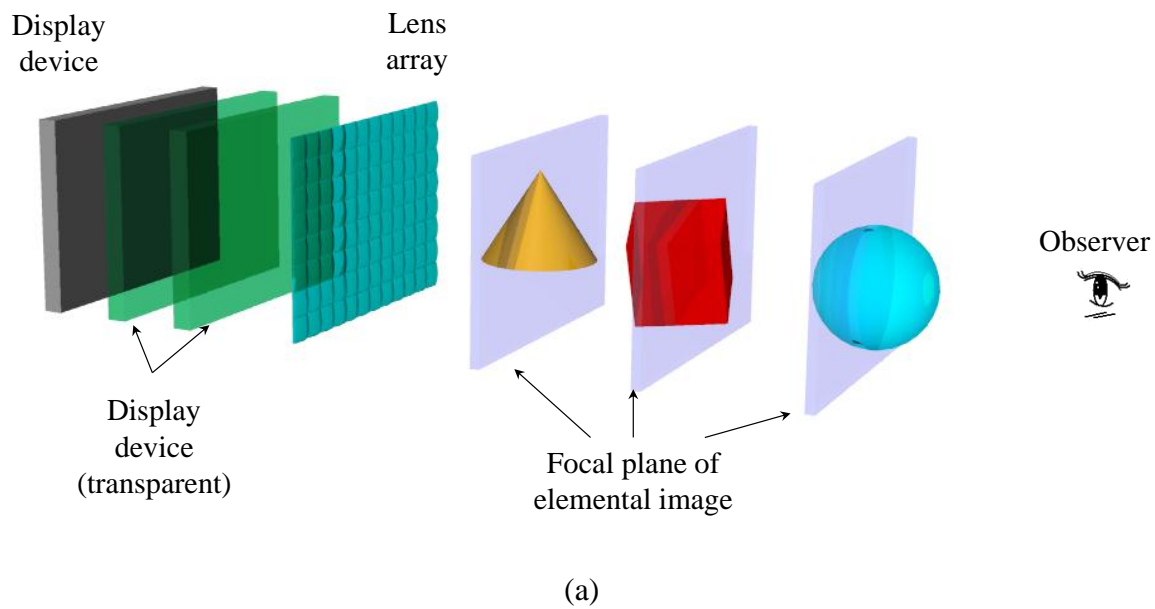 Display
device
Lens
array
Observer
Display
device
(transparent)
Focal plane of
elemental image
(a)